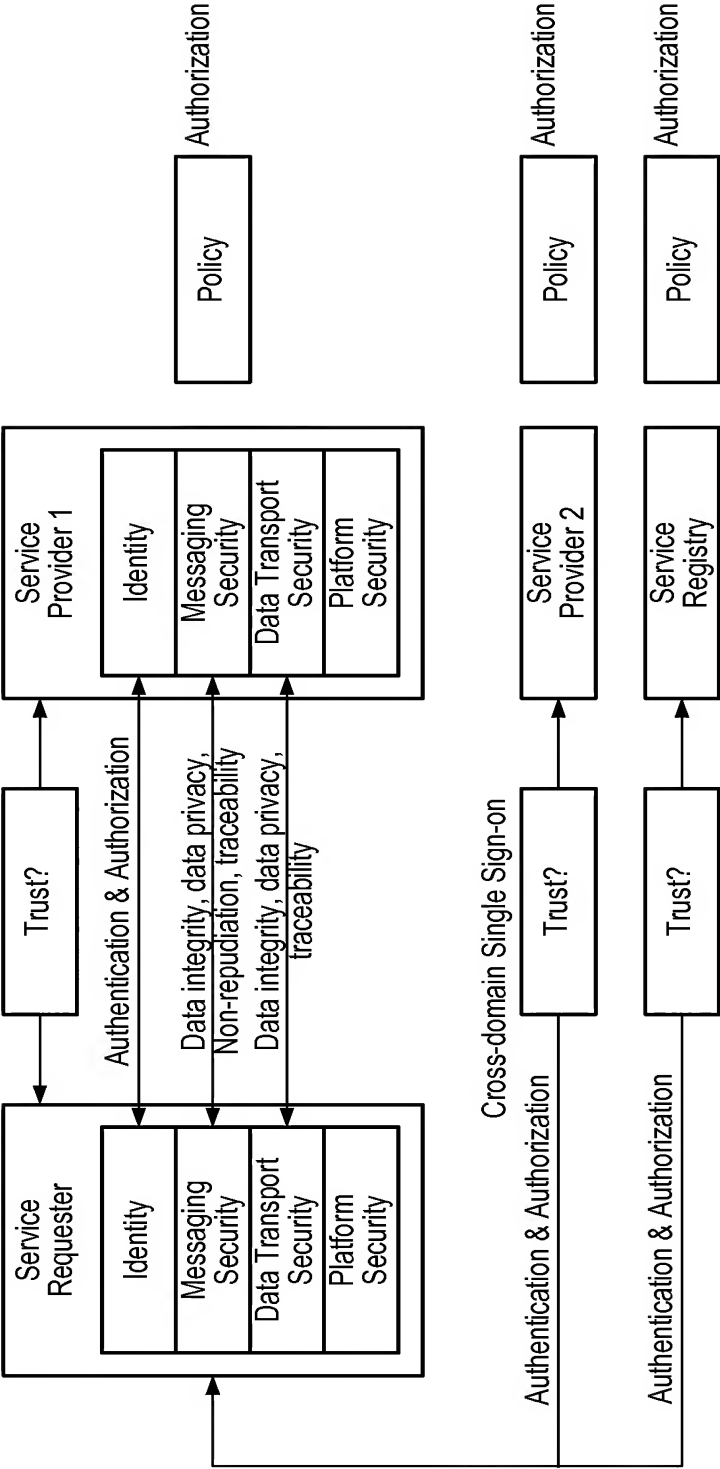 Service
Requester
Identity
Messaging
Security
Data Transport
Security
Platform
Security
Trust?
Authentication & Authorization
Data integrity, data privacy,
Non-repudiation, traceability
Data integrity, data privacy,
traceability
Service
Provider 1
Identity
Messaging
Security
Data Transport
Security
Platform
Security
Policy
Authorization
Cross-domain Single Sign-on
Authentication & Authorization
Trust?
Service
Provider 2
Policy
Authorization
Authentication & Authorization
Trust?
Service
Registry
Policy
Authorization